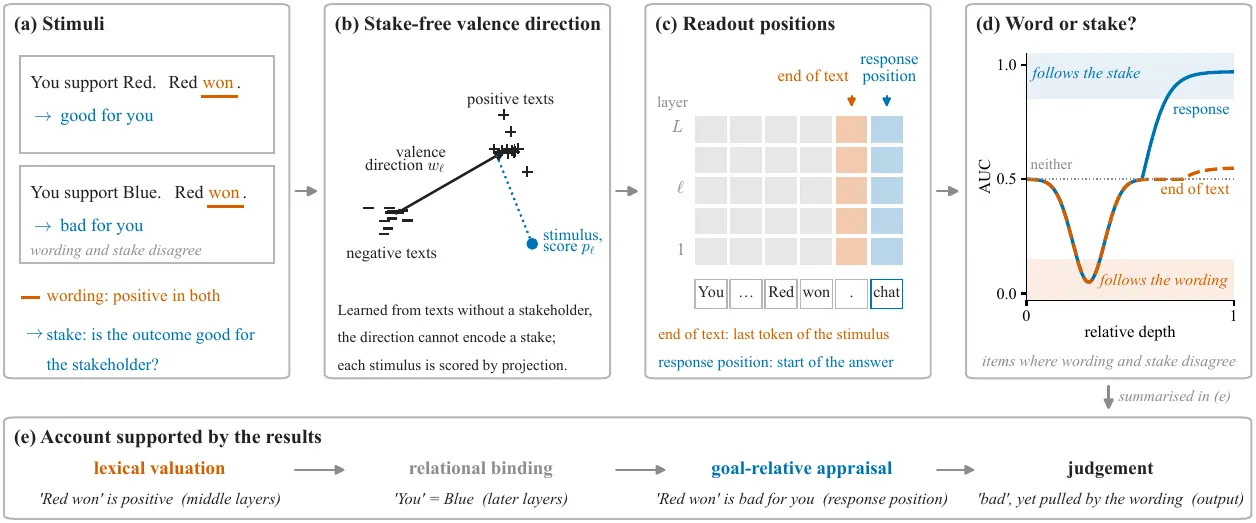 (a) Stimuli
You support Red. Red won.
→ good for you
You support Blue. Red won.
→ bad for you
wording and stake disagree
wording: positive in both
→ stake: is the outcome good for
the stakeholder?
(b) Stake-free valence direction
positive texts
valence
direction wℓ
negative texts
stimulus,
score pℓ
Learned from texts without a stakeholder,
the direction cannot encode a stake;
each stimulus is scored by projection.
(c) Readout positions
response
position
end of text
layer
L
ℓ
1
You … Red won . chat
end of text: last token of the stimulus
response position: start of the answer
(d) Word or stake?
1.0
follows the stake
response
neither
AUC
0.5
end of text
follows the wording
0.0
0 1
relative depth
items where wording and stake disagree
summarised in (e)
(e) Account supported by the results
lexical valuation relational binding goal-relative appraisal judgement
'Red won' is positive (middle layers) 'You' = Blue (later layers) 'Red won' is bad for you (response position) 'bad', yet pulled by the wording (output)